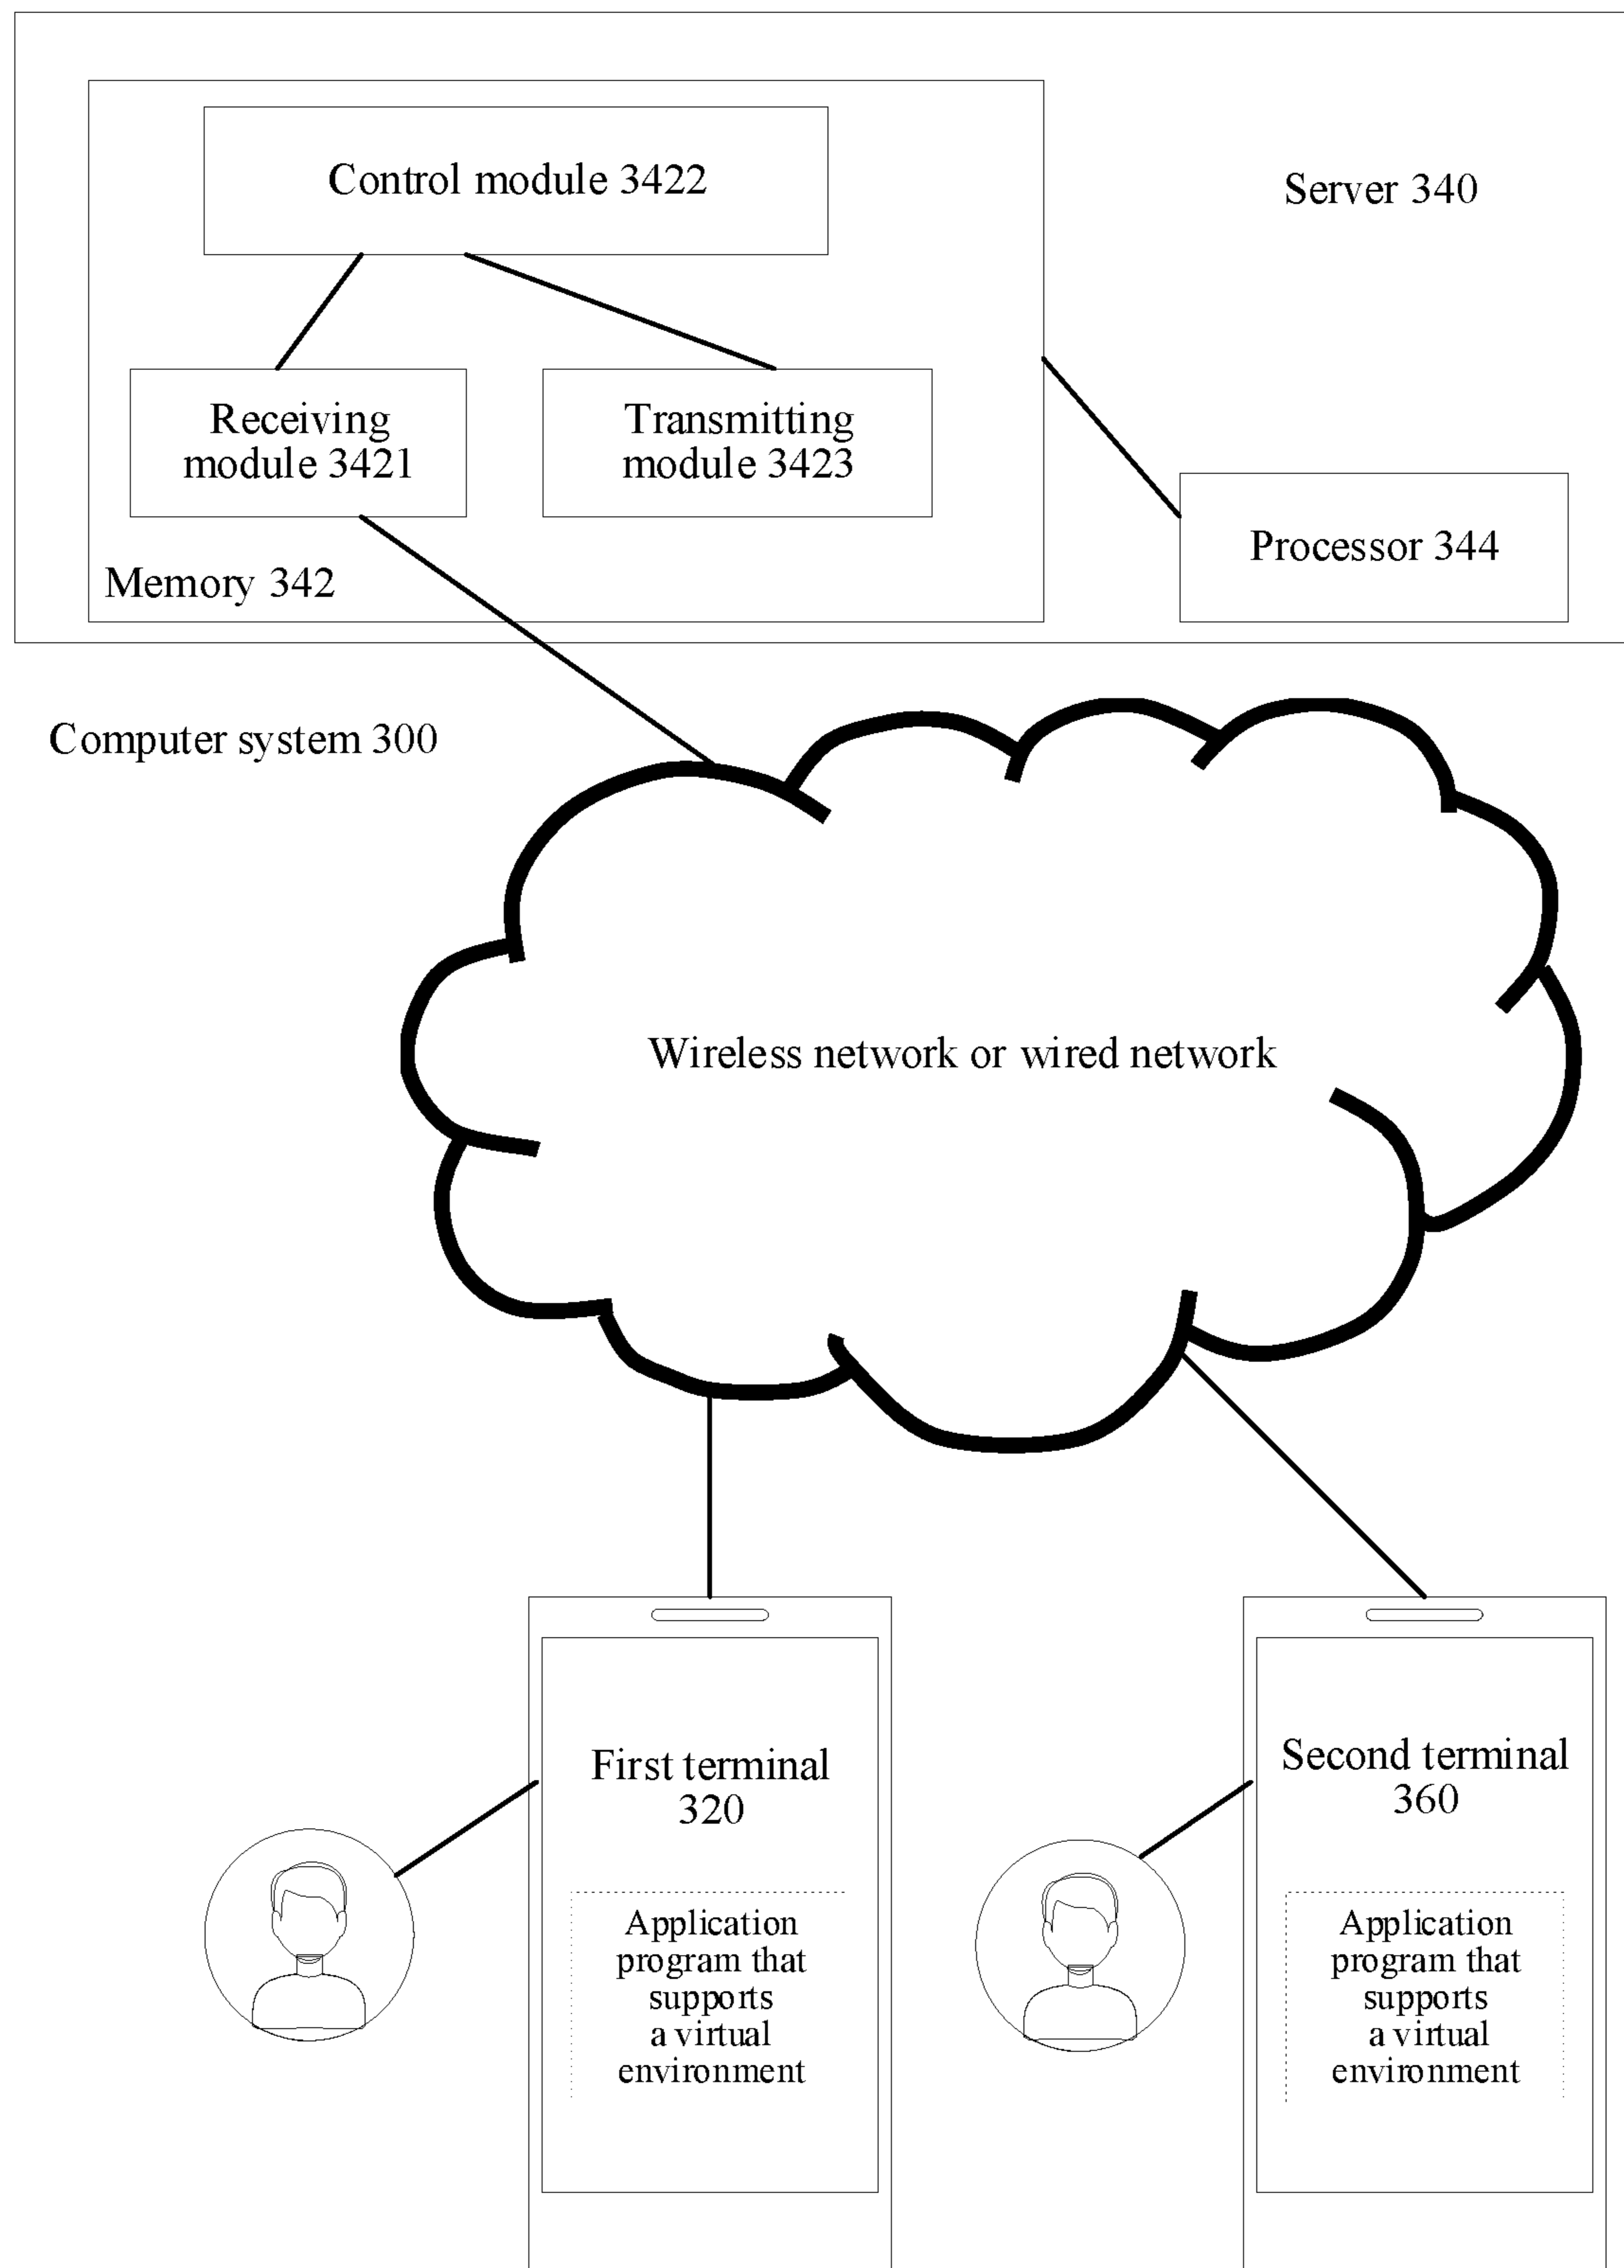 Control module 3422
Server 340
Receiving
module 3421
Transmitting
module 3423
Processor 344
Memory 342
Computer system 300
Wireless network or wired network
First terminal
320
Application
program that
supports
a virtual
environment
Second terminal
360
Application
program that
supports
a virtual
environment